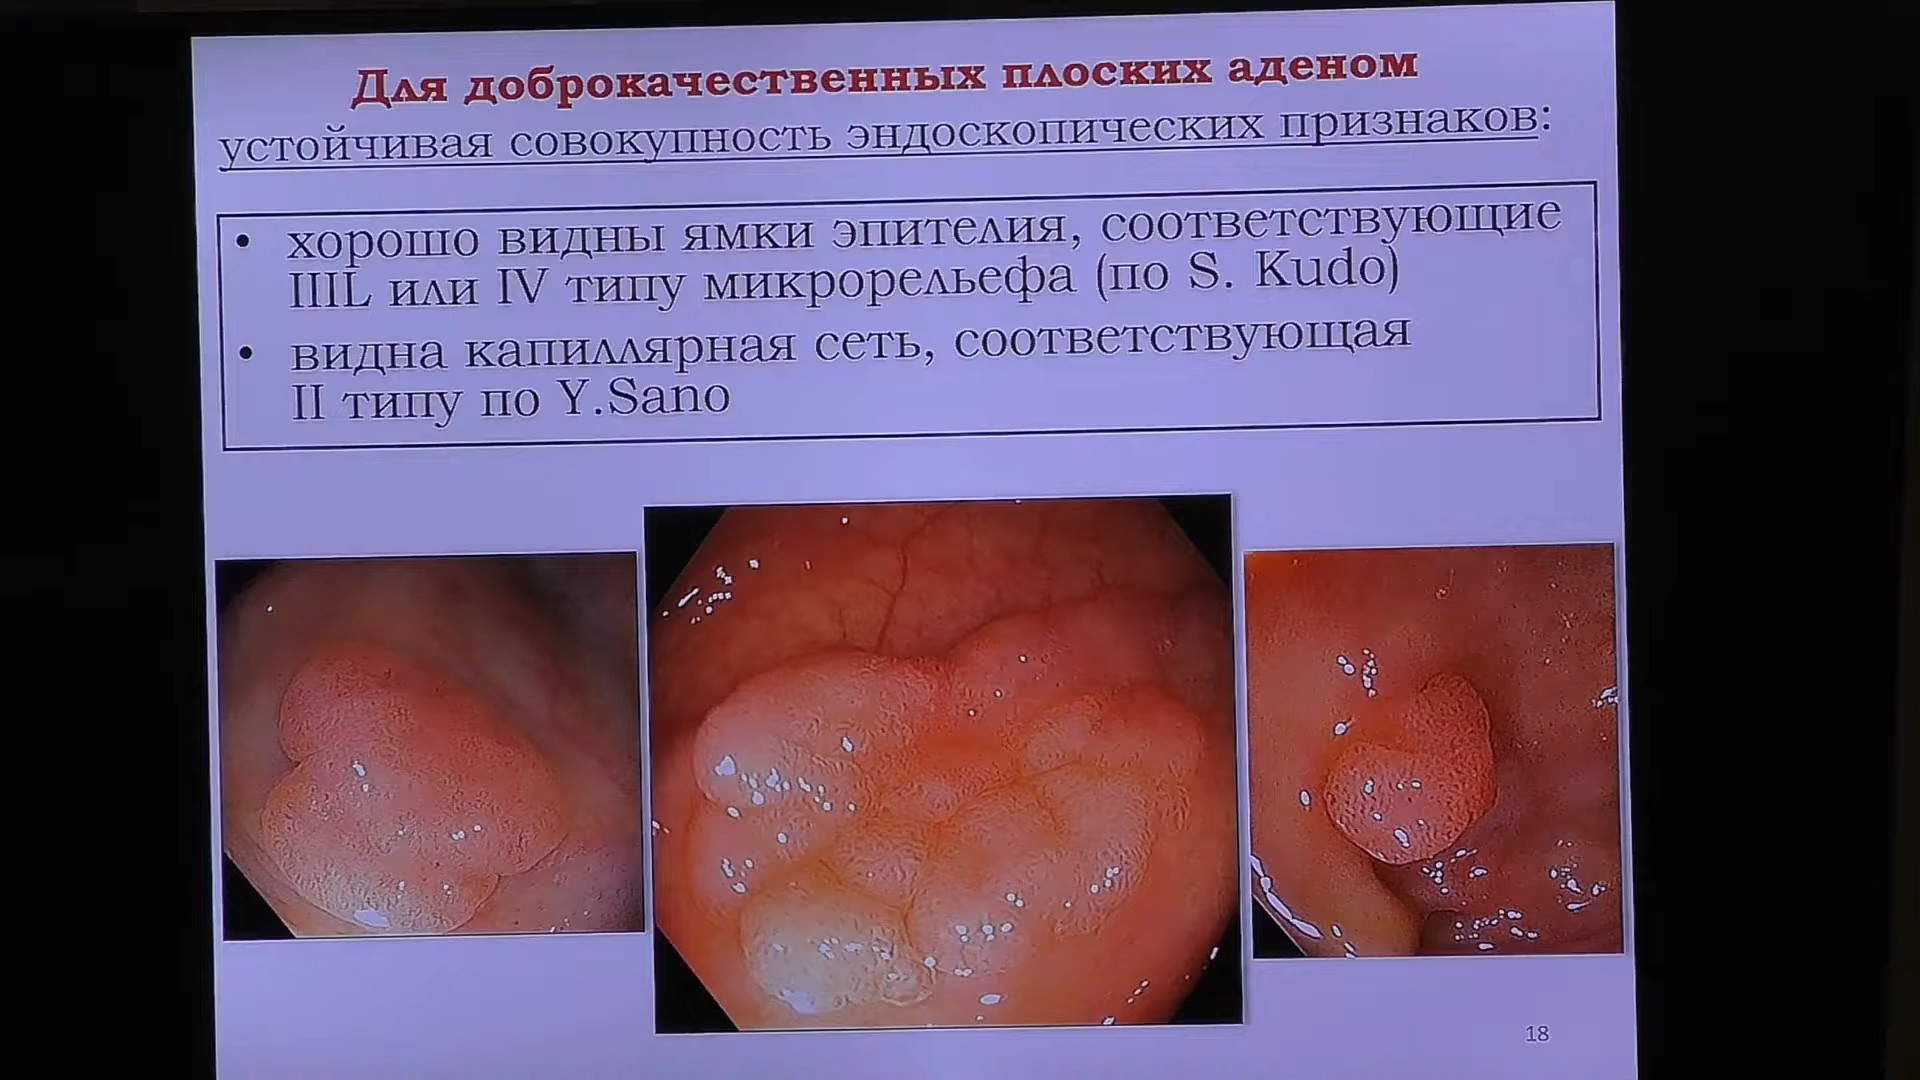 Для доброкачественных плоских аденом
устойчивая совокупность эндоскопических признаков:
• хорошо видны ямки эпителия, соответствующие
IIIL или IV типу микрорельефа (по S. Kudo)
• видна капиллярная сеть, соответствующая
II типу по Y.Sano
18